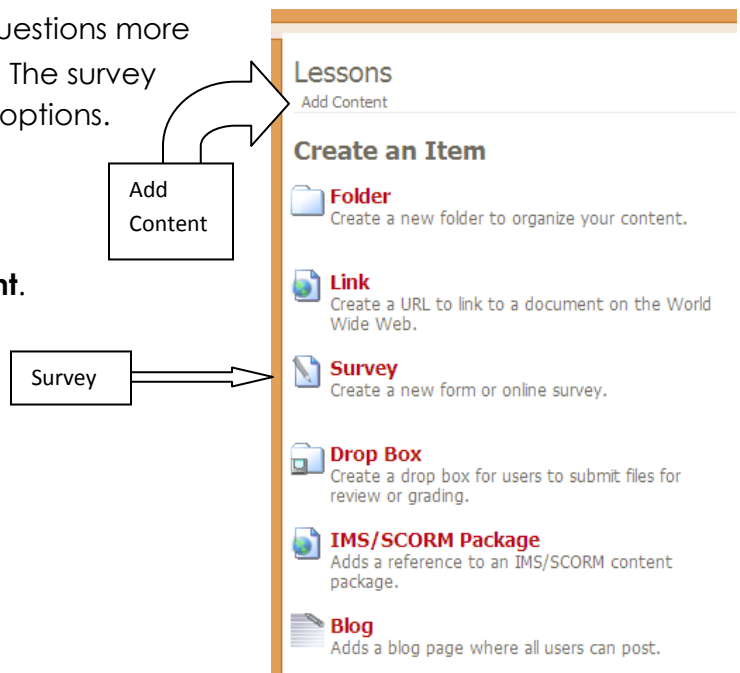 uestions more
The survey
options.
Add
Content
nt.
Survey
Lessons
Add Content
Create an Item
Folder
Create a new folder to organize your content.
Link
Create a URL to link to a document on the World
Wide Web.
Survey
Create a new form or online survey.
Drop Box
Create a drop box for users to submit files for
review or grading.
IMS/SCORM Package
Adds a reference to an IMS/SCORM content
package.
Blog
Adds a blog page where all users can post.